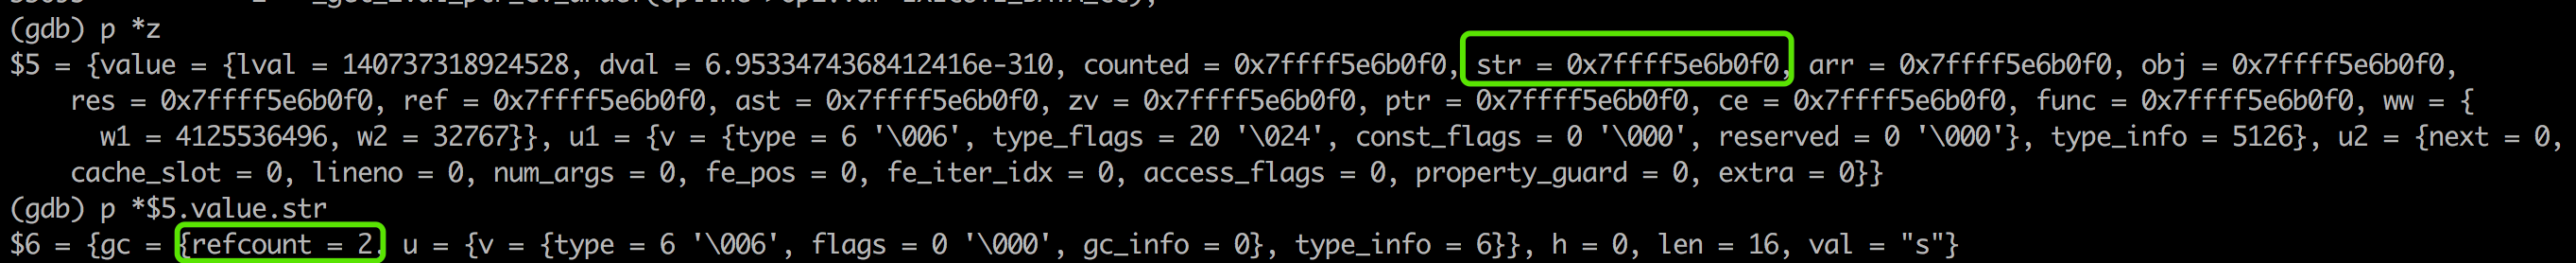 (gdb) p *z
$5 = {value = {lval = 140737318924528, dval = 6.9533474368412416e-310, counted = 0x7ffff5e6b0f0, str = 0x7ffff5e6b0f0, arr = 0x7ffff5e6b0f0, obj = 0x7ffff5e6b0f0,
res = 0x7ffff5e6b0f0, ref = 0x7ffff5e6b0f0, ast = 0x7ffff5e6b0f0, zv = 0x7ffff5e6b0f0, ptr = 0x7ffff5e6b0f0, ce = 0x7ffff5e6b0f0, func = 0x7ffff5e6b0f0, ww = {
w1 = 4125536496, w2 = 32767}}, u1 = {v = {type = 6 '\006', type_flags = 20 '\024', const_flags = 0 '\000', reserved = 0 '\000'}, type_info = 5126}, u2 = {next = 0,
cache_slot = 0, lineno = 0, num_args = 0, fe_pos = 0, fe_iter_idx = 0, access_flags = 0, property_guard = 0, extra = 0}}
(gdb) p *$5.value.str
$6 = {gc = {refcount = 2, u = {v = {type = 6 '\006', flags = 0 '\000', gc_info = 0}, type_info = 6}}, h = 0, len = 16, val = "s"}